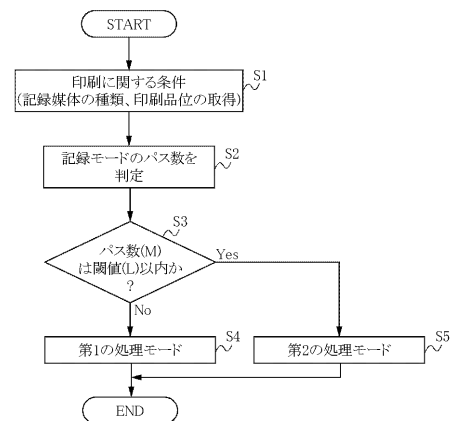 START
印刷に関する条件
(記録媒体の種類、印刷品位の取得)
S1
記録モードのパス数を
判定
S2
S3
パス数(M)
は閾値(L)以内か
?
Yes
No
第1の処理モード
S4
第2の処理モード
S5
END